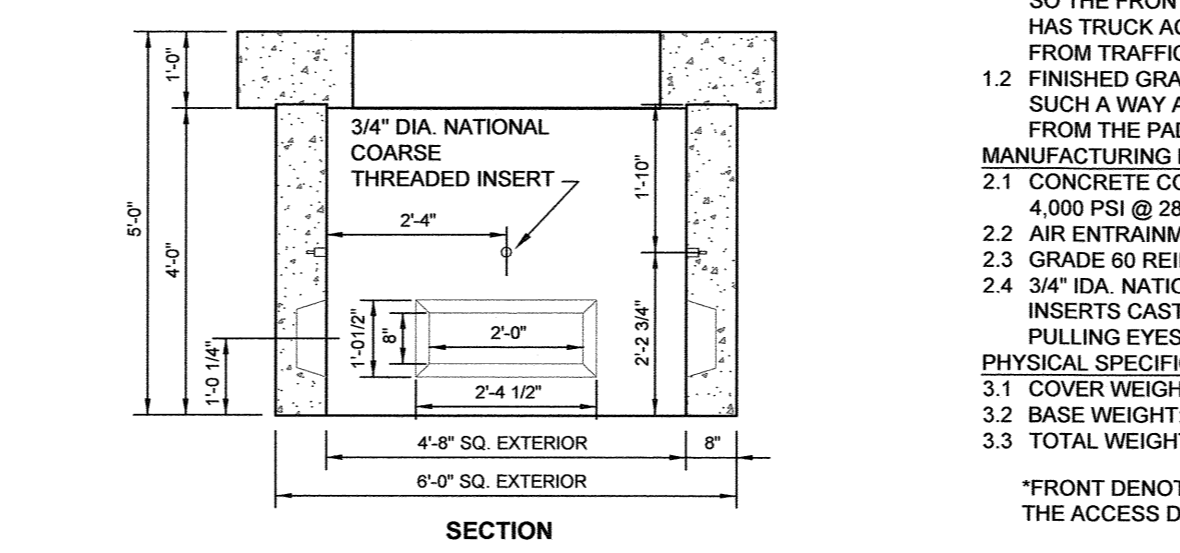 1'-0"
3/4" DIA. NATIONAL
COARSE
THREADED INSERT
1'-10"
5'-0"
4'-0"
2'-4"
1'-01/2"
8"
2'-0"
2'-2 3/4"
1'-0 1/4"
2'-4 1/2"
4'-8" SQ. EXTERIOR
8"
6'-0" SQ. EXTERIOR
SECTION
SO THE FRON
HAS TRUCK AC
FROM TRAFFIC
1.2 FINISHED GRA
SUCH A WAY A
FROM THE PAD
MANUFACTURING
2.1 CONCRETE CO
4,000 PSI @ 28
2.2 AIR ENTRAINM
2.3 GRADE 60 REI
2.4 3/4" IDA. NATIO
INSERTS CAST
PULLING EYES
PHYSICAL SPECIFI
3.1 COVER WEIGH
3.2 BASE WEIGHT:
3.3 TOTAL WEIGHT
*FRONT DENOT
THE ACCESS D